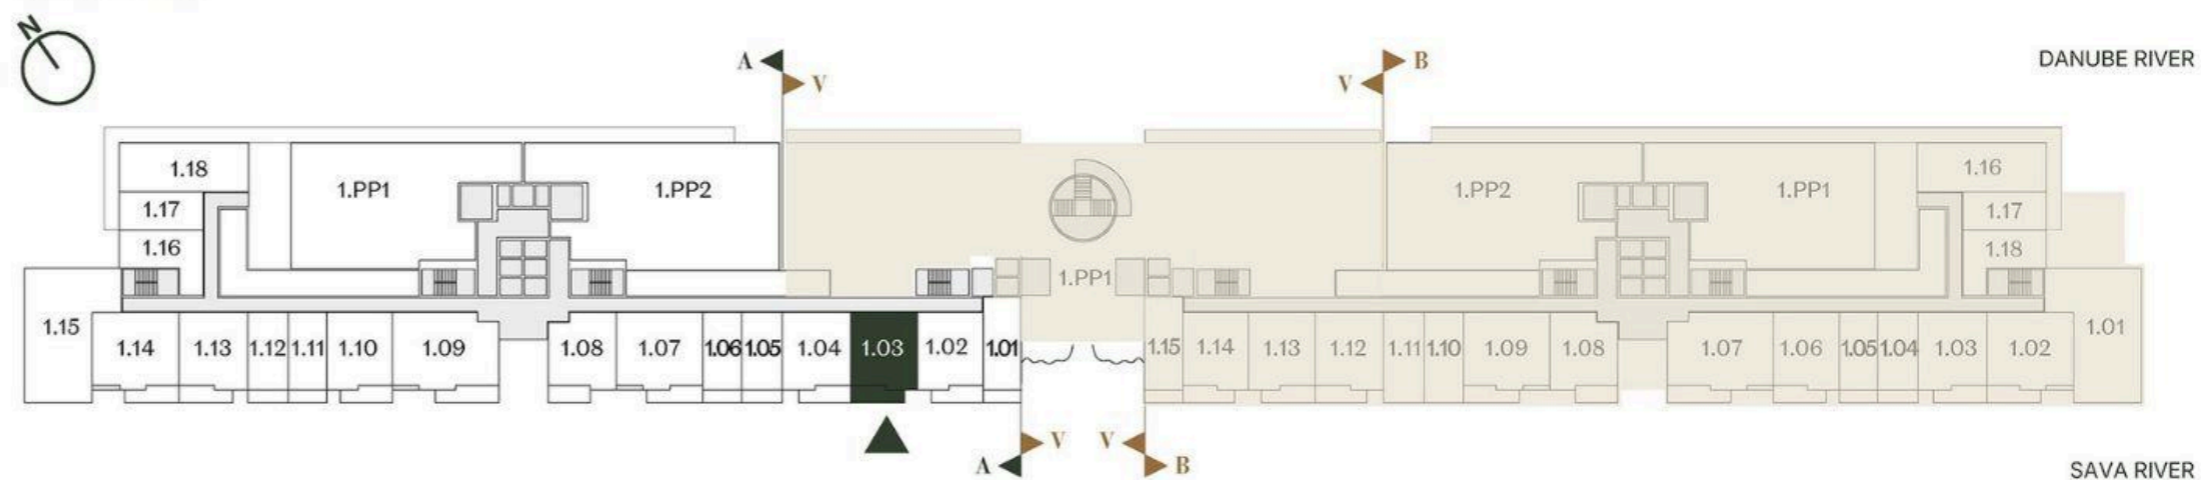 N
A V V B
DANUBE RIVER
1.18 1.PP1 1.PP2 1.PP2 1.PP1 1.16
1.17 1.17
1.16 1.18
1.PP1
1.15 1.01
1.14 1.13 1.12 1.11 1.10 1.09 1.08 1.07 1.06 1.05 1.04 1.03 1.02 1.01 1.15 1.14 1.13 1.12 1.11 1.10 1.09 1.08 1.07 1.06 1.05 1.04 1.03 1.02
V V
A B
SAVA RIVER